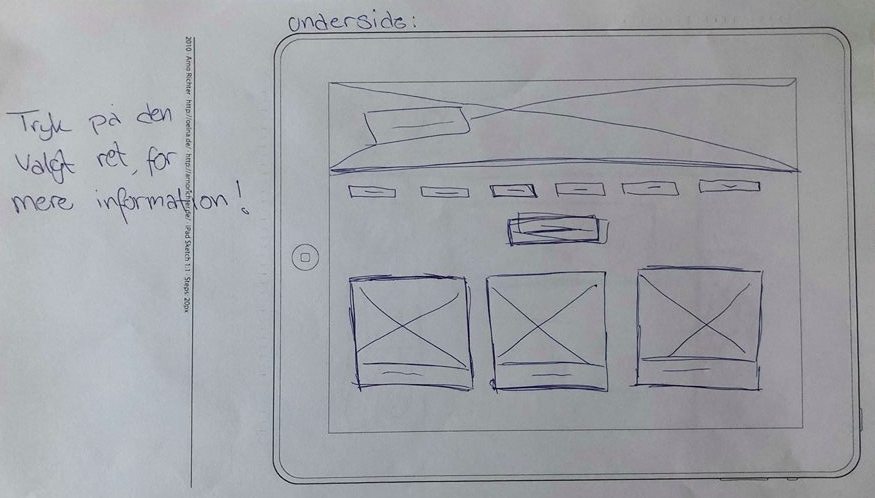 underside:
Tryk på den
valgt ret, for
mere information!
2010 Arno Richter http://oelna.de/ http://arnorichter.de/ iPad Sketch 1.1 Steps: 20px